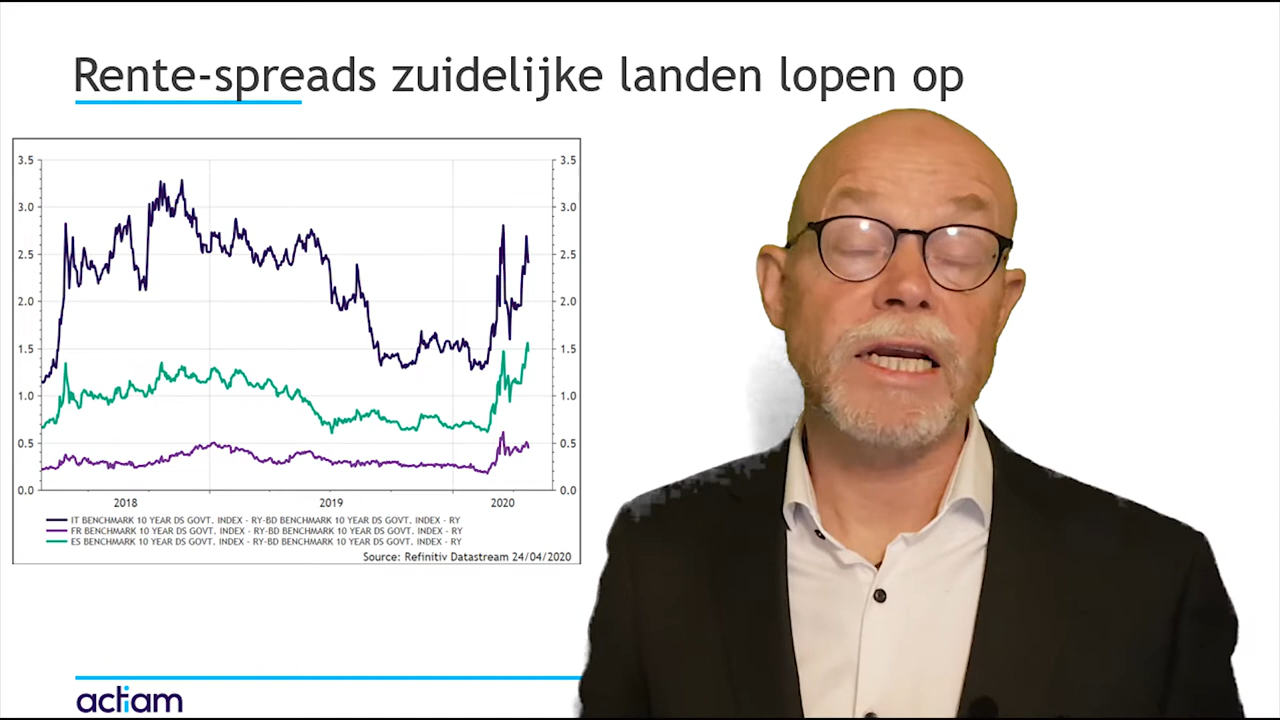 Rente-spreads zuidelijke landen lopen op
3.5 3.5
3.0 3.0
2.5 2.5
2.0 2.0
1.5 1.5
1.0 1.0
0.5 0.5
0.0 0.0
2018 2019 2020
IT BENCHMARK 10 YEAR DS GOVT. INDEX - RY-BD BENCHMARK 10 YEAR DS GOVT. INDEX - RY
FR BENCHMARK 10 YEAR DS GOVT. INDEX - RY-BD BENCHMARK 10 YEAR DS GOVT. INDEX - RY
ES BENCHMARK 10 YEAR DS GOVT. INDEX - RY-BD BENCHMARK 10 YEAR DS GOVT. INDEX - RY
Source: Refinitiv Datastream 24/04/2020
actiam